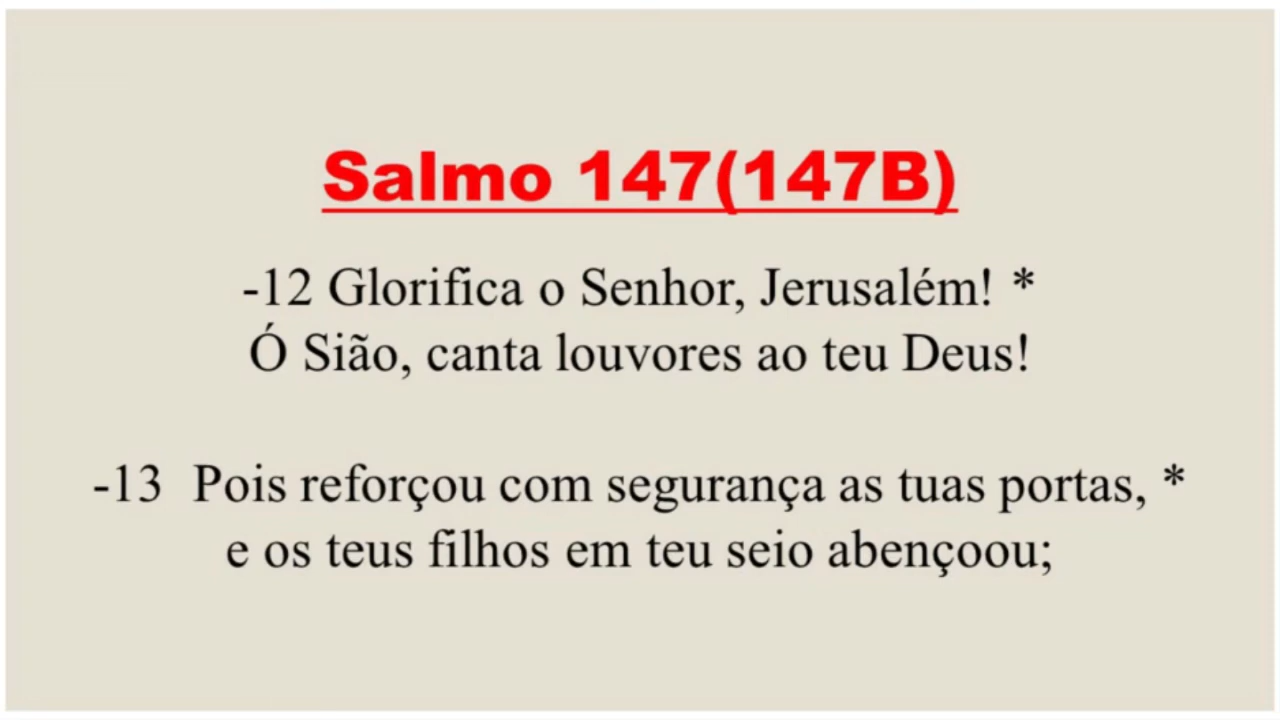 Salmo 147(147B)
-12 Glorifica o Senhor, Jerusalém! *
Ó Sião, canta louvores ao teu Deus!
-13 Pois reforçou com segurança as tuas portas, *
e os teus filhos em teu seio abençoou;